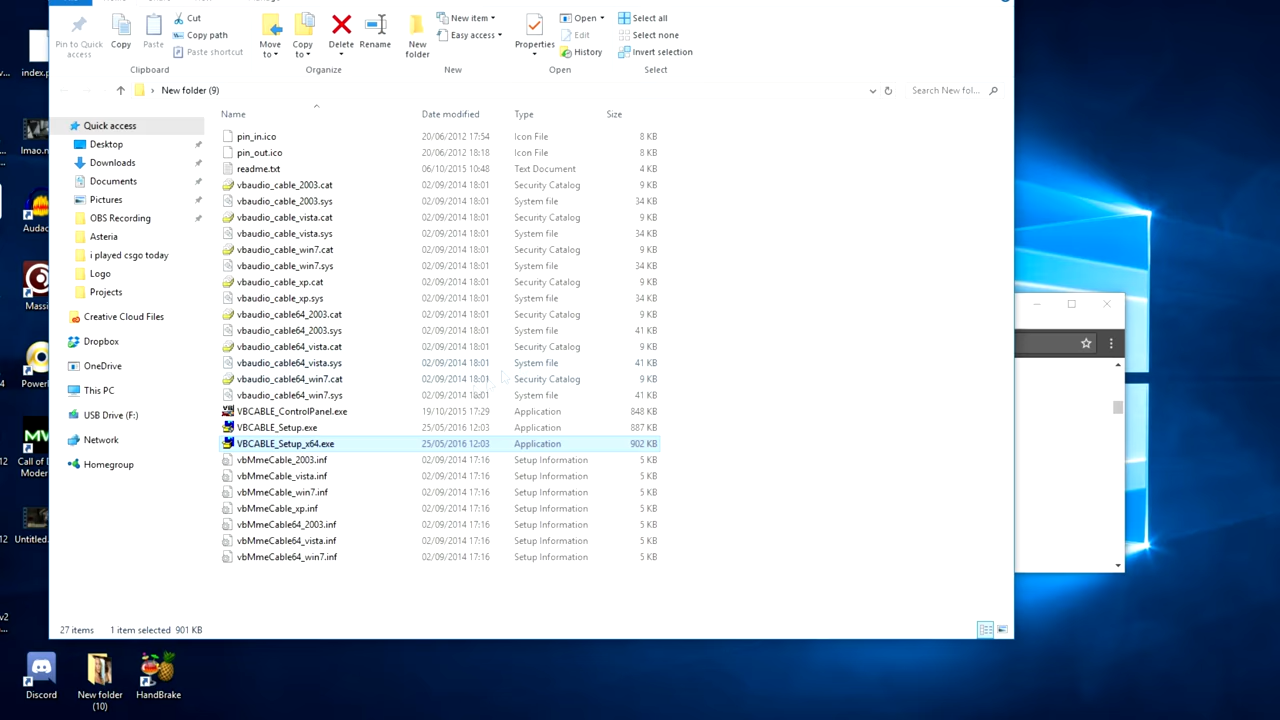 Cut
Copy path
Paste shortcut
Pin to Quick access
Copy
Paste
Move to
Copy to
Delete
Rename
New folder
New item
Easy access
Properties
Open
Edit
History
Select all
Select none
Invert selection
Clipboard
Organize
New
Open
Select
New folder (9)
Search New fol...
Name Date modified Type Size
Quick access
Desktop
Downloads
Documents
Pictures
OBS Recording
Asteria
i played csgo today
Logo
Projects
Creative Cloud Files
Dropbox
OneDrive
This PC
USB Drive (F:)
Network
Homegroup
pin_in.ico 20/06/2012 17:54 Icon File 8 KB
pin_out.ico 20/06/2012 18:18 Icon File 8 KB
readme.txt 06/10/2015 10:48 Text Document 4 KB
vbaudio_cable_2003.cat 02/09/2014 18:01 Security Catalog 9 KB
vbaudio_cable_2003.sys 02/09/2014 18:01 System file 34 KB
vbaudio_cable_vista.cat 02/09/2014 18:01 Security Catalog 9 KB
vbaudio_cable_vista.sys 02/09/2014 18:01 System file 34 KB
vbaudio_cable_win7.cat 02/09/2014 18:01 Security Catalog 9 KB
vbaudio_cable_win7.sys 02/09/2014 18:01 System file 34 KB
vbaudio_cable_xp.cat 02/09/2014 18:01 Security Catalog 9 KB
vbaudio_cable_xp.sys 02/09/2014 18:01 System file 34 KB
vbaudio_cable64_2003.cat 02/09/2014 18:01 Security Catalog 9 KB
vbaudio_cable64_2003.sys 02/09/2014 18:01 System file 41 KB
vbaudio_cable64_vista.cat 02/09/2014 18:01 Security Catalog 9 KB
vbaudio_cable64_vista.sys 02/09/2014 18:01 System file 41 KB
vbaudio_cable64_win7.cat 02/09/2014 18:01 Security Catalog 9 KB
vbaudio_cable64_win7.sys 02/09/2014 18:01 System file 41 KB
VBCABLE_ControlPanel.exe 19/10/2015 17:29 Application 848 KB
VBCABLE_Setup.exe 25/05/2016 12:03 Application 887 KB
VBCABLE_Setup_x64.exe 25/05/2016 12:03 Application 902 KB
vbMmeCable_2003.inf 02/09/2014 17:16 Setup Information 5 KB
vbMmeCable_vista.inf 02/09/2014 17:16 Setup Information 5 KB
vbMmeCable_win7.inf 02/09/2014 17:16 Setup Information 5 KB
vbMmeCable_xp.inf 02/09/2014 17:16 Setup Information 5 KB
vbMmeCable64_2003.inf 02/09/2014 17:16 Setup Information 5 KB
vbMmeCable64_vista.inf 02/09/2014 17:16 Setup Information 5 KB
vbMmeCable64_win7.inf 02/09/2014 17:16 Setup Information 5 KB
27 items 1 item selected 901 KB
index.p
lmao.n
Audac
Massi
PowerI
Call of D
Modern
Untitled.
Discord
New folder
(10)
HandBrake